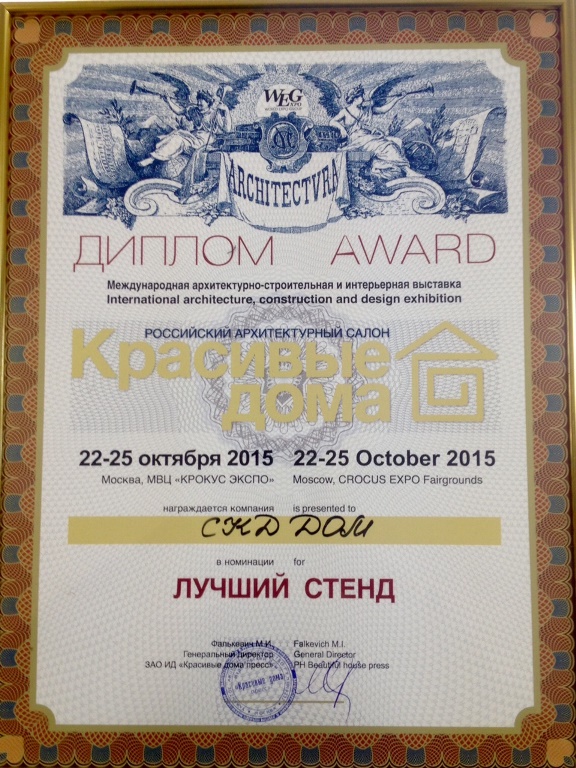 WEG
EXPO
ARCHITECTVRA
ДИПЛОМ AWARD
Международная архитектурно-строительная и интерьерная выставка
International architecture, construction and design exhibition
РОССИЙСКИЙ АРХИТЕКТУРНЫЙ САЛОН
Красивые
дома
22-25 октября 2015 22-25 October 2015
Москва, МВЦ «КРОКУС ЭКСПО» Moscow, CROCUS EXPO Fairgrounds
награждается компания is presented to
СКД ДОМ
в номинации for
ЛУЧШИЙ СТЕНД
Фалькевич М.И. Falkevich M.I.
Генеральный директор General Director
ЗАО ИД «Красивые дома пресс» PH Beautiful house press
Красивые дома